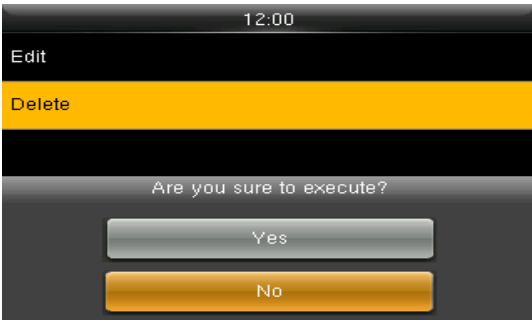 12:00
Edit
Delete
Are you sure to execute?
Yes
No